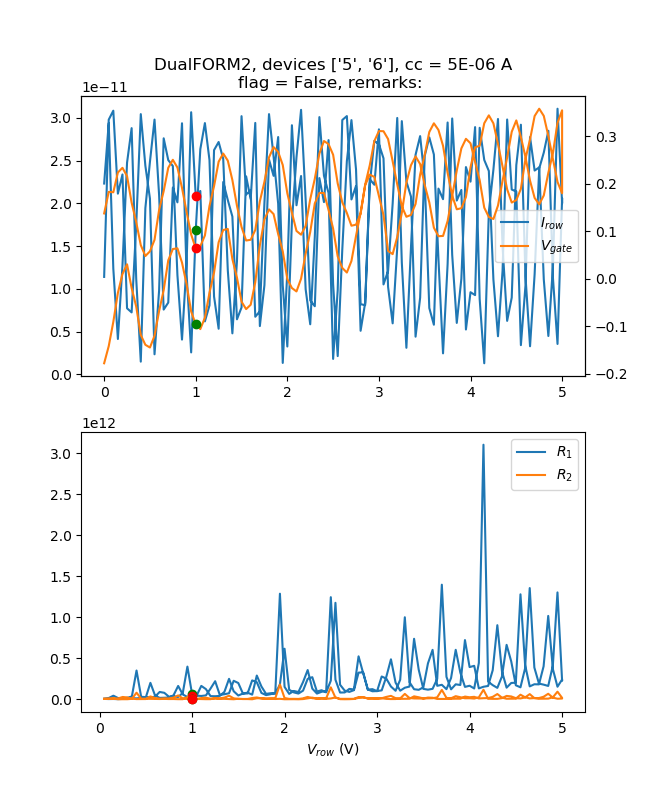 DualFORM2, devices ['5', '6'], cc = 5E-06 A
flag = False, remarks:
1e−11
3.0
2.5
2.0
1.5
1.0
0.5
0.0
0.3
0.2
0.1
0.0
−0.1
−0.2
I_row
V_gate
0 1 2 3 4 5
1e12
3.0
2.5
2.0
1.5
1.0
0.5
0.0
R_1
R_2
0 1 2 3 4 5
V_row (V)